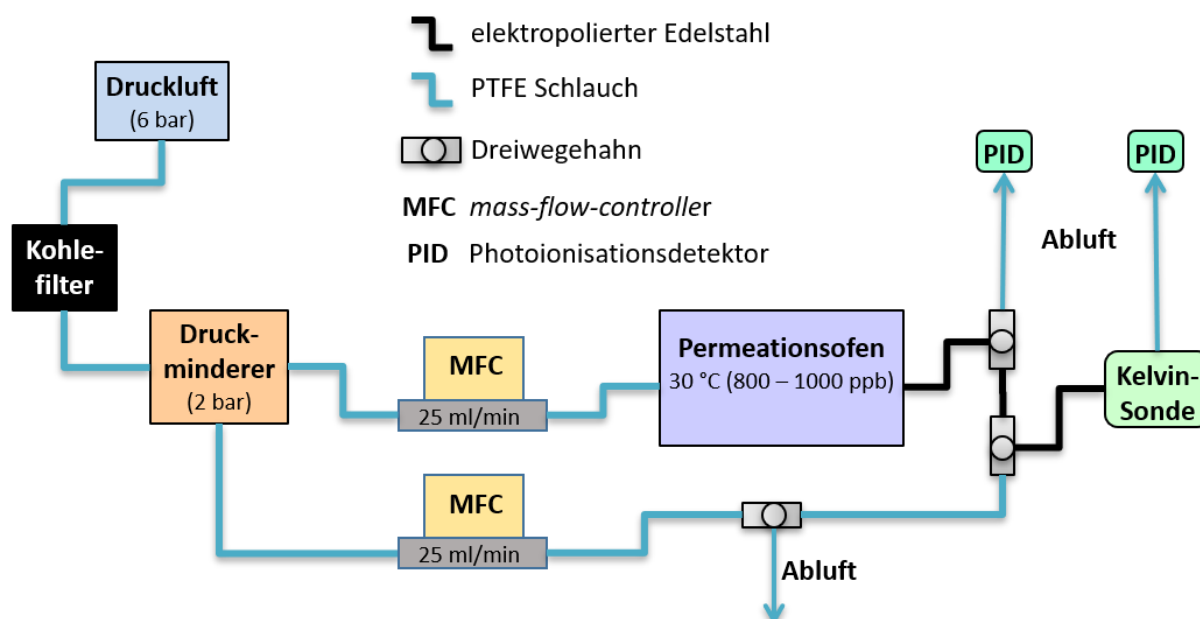 elektropolierter Edelstahl
PTFE Schlauch
Dreiwegehahn
MFC mass-flow-controller
PID Photoionisationsdetektor
Druckluft
(6 bar)
Kohle-
filter
Druck-
minderer
(2 bar)
MFC
25 ml/min
MFC
25 ml/min
Permeationsofen
30 °C (800 – 1000 ppb)
PID
PID
Abluft
Kelvin-
Sonde
Abluft